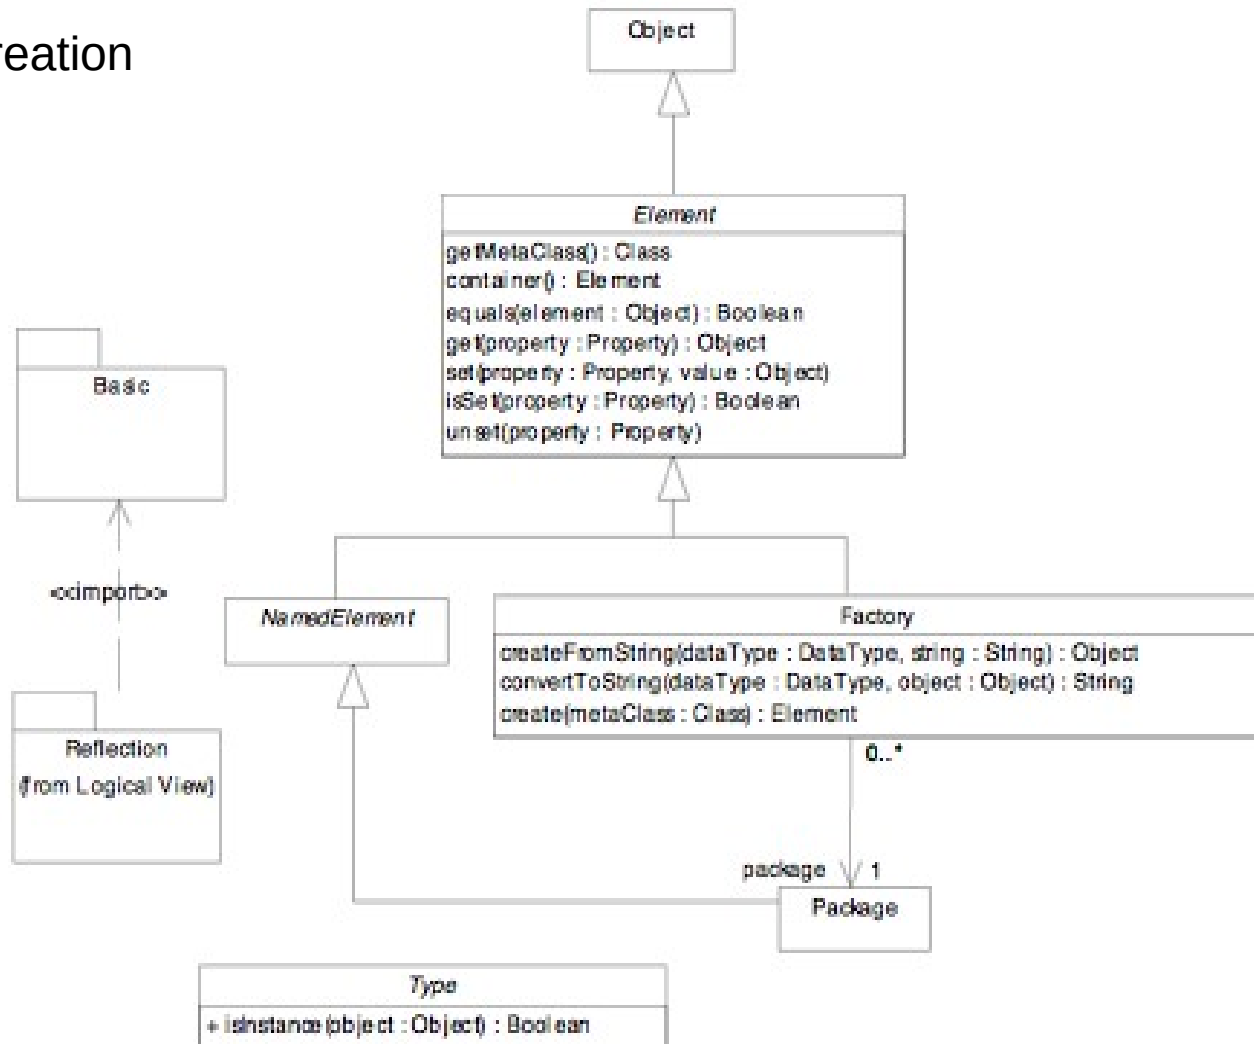 reation
Object
Element
getMetaClass() : Class
container() : Element
equals(element : Object) : Boolean
get(property : Property) : Object
set(property : Property, value : Object)
isSet(property : Property) : Boolean
unset(property : Property)
Basic
<<import>>
NamedElement
Factory
createFromString(dataType : DataType, string : String) : Object
convertToString(dataType : DataType, object : Object) : String
create(metaClass : Class) : Element
Reflection
(from Logical View)
0..*
package 1
Package
Type
+ isInstance(object : Object) : Boolean